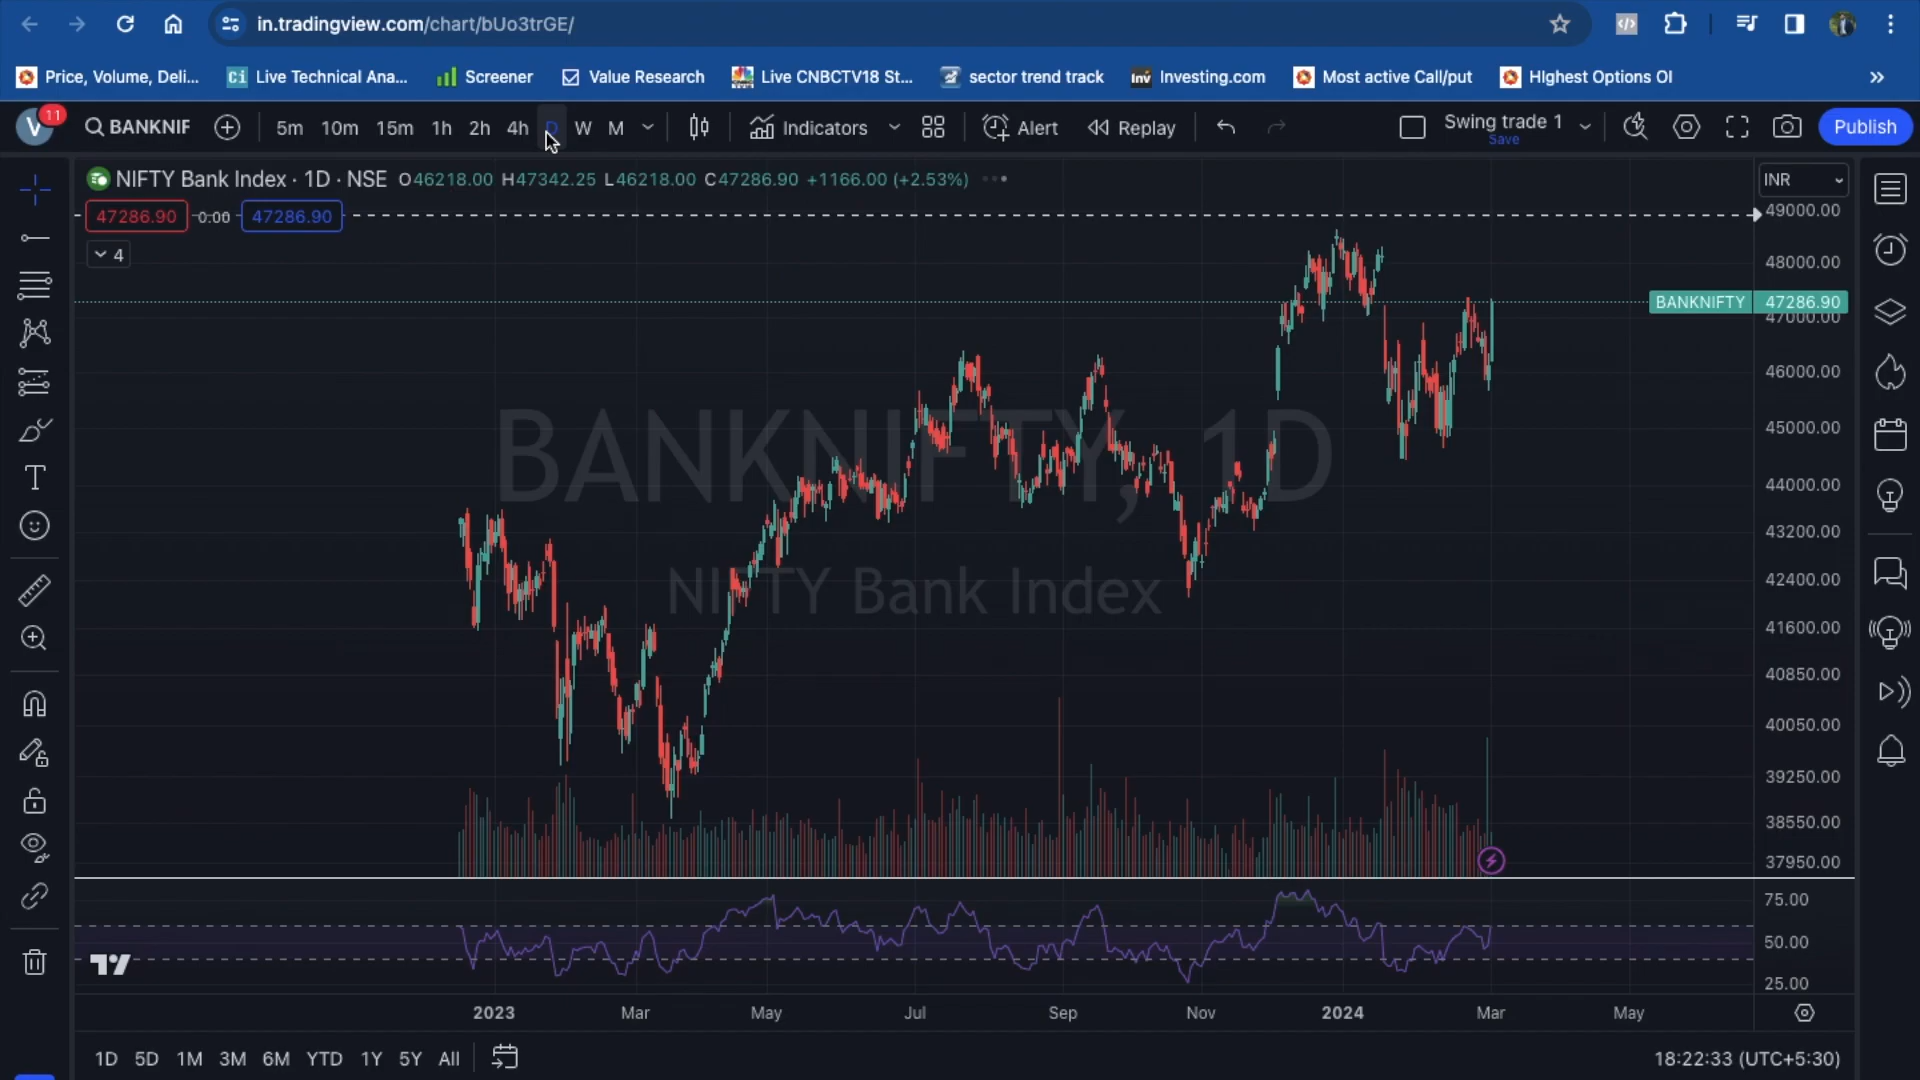 in.tradingview.com/chart/bUo3trGE/
Price, Volume, Deli...
Ci Live Technical Ana...
Screener
Value Research
Live CNBCTV18 St...
sector trend track
Inv Investing.com
Most active Call/put
HIghest Options OI
V 11
BANKNIF
5m 10m 15m 1h 2h 4h D W M
Indicators
Alert
Replay
Swing trade 1
Save
Publish
NIFTY Bank Index · 1D · NSE O46218.00 H47342.25 L46218.00 C47286.90 +1166.00 (+2.53%)
INR
47286.90 0.00 47286.90
4
49000.00
48000.00
BANKNIFTY 47286.90
47000.00
46000.00
45000.00
44000.00
43200.00
42400.00
41600.00
40850.00
40050.00
39250.00
38550.00
37950.00
BANKNIFTY, 1D
NIFTY Bank Index
75.00
50.00
25.00
2023 Mar May Jul Sep Nov 2024 Mar May
1D 5D 1M 3M 6M YTD 1Y 5Y All
18:22:33 (UTC+5:30)